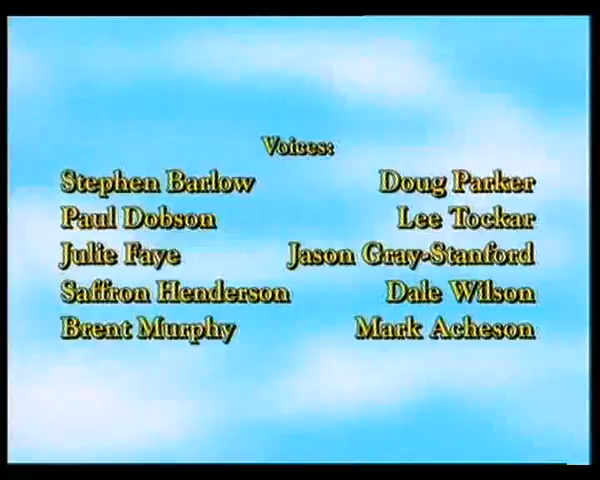 Voices:
Stephen Barlow Doug Parker
Paul Dobson Lee Tockar
Julie Faye Jason Gray-Stanford
Saffron Henderson Dale Wilson
Brent Murphy Mark Acheson